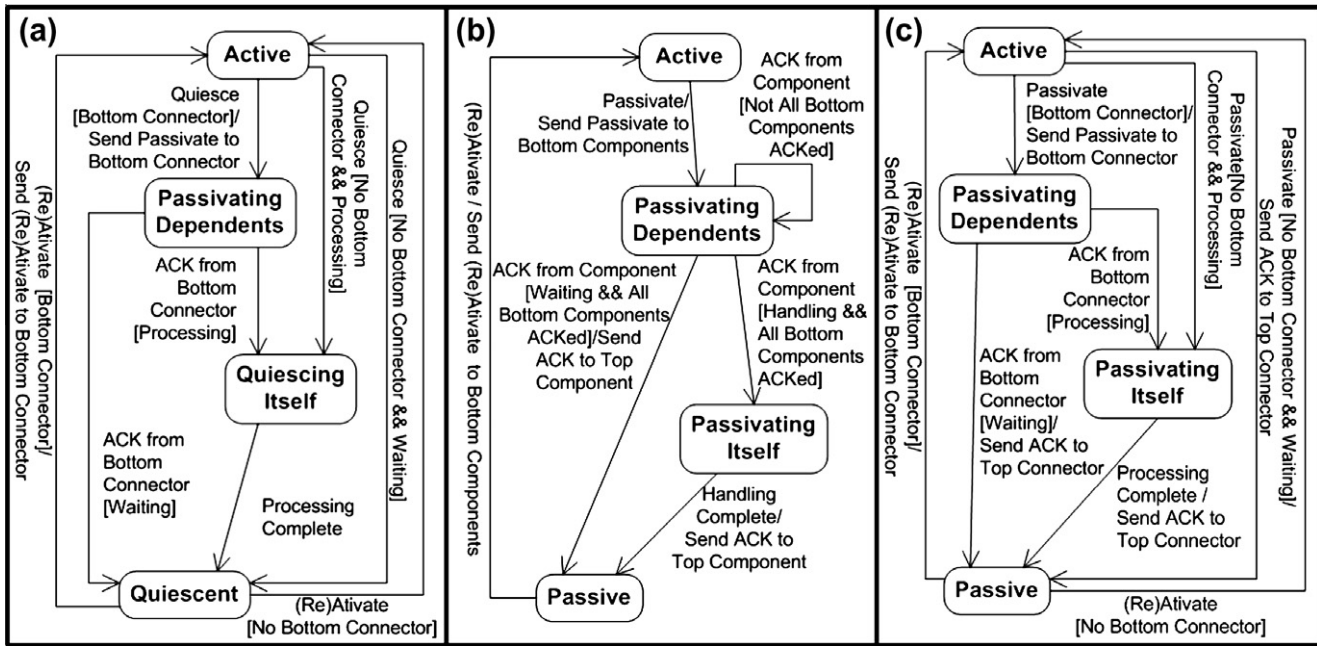 (a)
Active
Quiesce
[Bottom Connector]/
Send Passivate to
Bottom Connector
Quiesce [No Bottom
Connector && Processing]
Quiesce [No Bottom Connector && Waiting]
(Re)Ativate [Bottom Connector]/
Send (Re)Ativate to Bottom Connector
Passivating
Dependents
ACK from
Bottom
Connector
[Processing]
Quiescing
Itself
ACK from
Bottom
Connector
[Waiting]
Processing
Complete
Quiescent
(Re)Ativate
[No Bottom Connector]
(b)
Active
Passivate/
Send Passivate to
Bottom Components
ACK from
Component
[Not All Bottom
Components
ACKed]
(Re)Ativate / Send (Re)Ativate to Bottom Components
Passivating
Dependents
ACK from Component
[Waiting && All
Bottom Components
ACKed]/Send
ACK to Top
Component
ACK from
Component
[Handling &&
All Bottom
Components
ACKed]
Passivating
Itself
Handling
Complete/
Send ACK to
Top Component
Passive
(c)
Active
Passivate
[Bottom Connector]/
Send Passivate to
Bottom Connector
Passivate[No Bottom
Connector && Processing]
Passivate [No Bottom Connector && Waiting]/
Send ACK to Top Connector
(Re)Ativate [Bottom Connector]/
Send (Re)Ativate to Bottom Connector
Passivating
Dependents
ACK from
Bottom
Connector
[Processing]
Passivating
Itself
ACK from
Bottom
Connector
[Waiting]/
Send ACK to
Top Connector
Processing
Complete /
Send ACK to
Top Connector
Passive
(Re)Ativate
[No Bottom Connector]